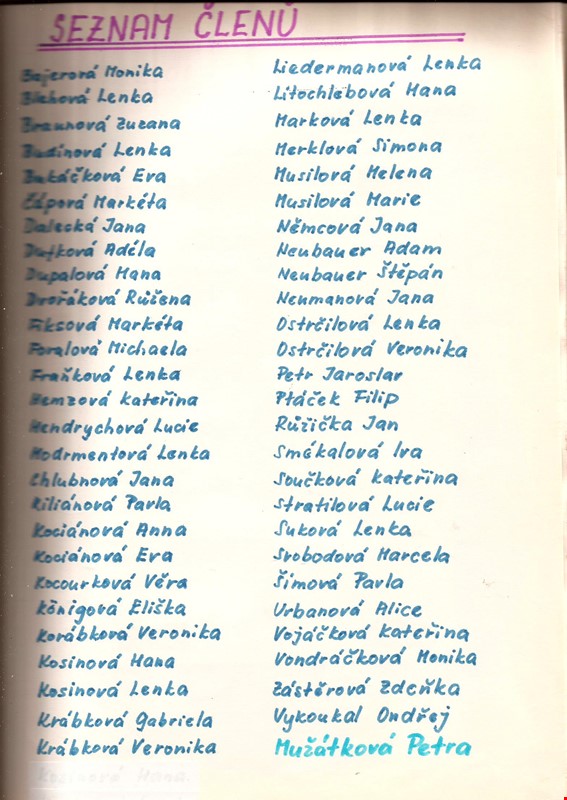 SEZNAM ČLENŮ
Bajerová Monika
Bláhová Lenka
Braunová Zuzana
Budínová Lenka
Bukáčková Eva
Čápová Markéta
Dalecká Jana
Dufková Adéla
Dupalová Hana
Dvořáková Růžena
Fiksová Markéta
Foralová Michaela
Fraňková Lenka
Hemzová Kateřina
Hendrychová Lucie
Hodrmentová Lenka
Chlubnová Jana
Kiliánová Pavla
Kociánová Anna
Kociánová Eva
Kocourková Věra
Königová Eliška
Korábková Veronika
Kosinová Hana
Kosinová Lenka
Krábková Gabriela
Krábková Veronika
Kosinová Hana
Liedermanová Lenka
Litochlebová Hana
Marková Lenka
Merklová Simona
Musilová Helena
Musilová Marie
Němcová Jana
Neubauer Adam
Neubauer Štěpán
Neumanová Jana
Ostrčilová Lenka
Ostrčilová Veronika
Petr Jaroslav
Ptáček Filip
Růžička Jan
Smékalová Iva
Součková Kateřina
Stratilová Lucie
Suková Lenka
Svobodová Marcela
Šímová Pavla
Urbanová Alice
Vojáčková Kateřina
Vondráčková Monika
Zástěrová Zdeňka
Vykoukal Ondřej
Mužátková Petra